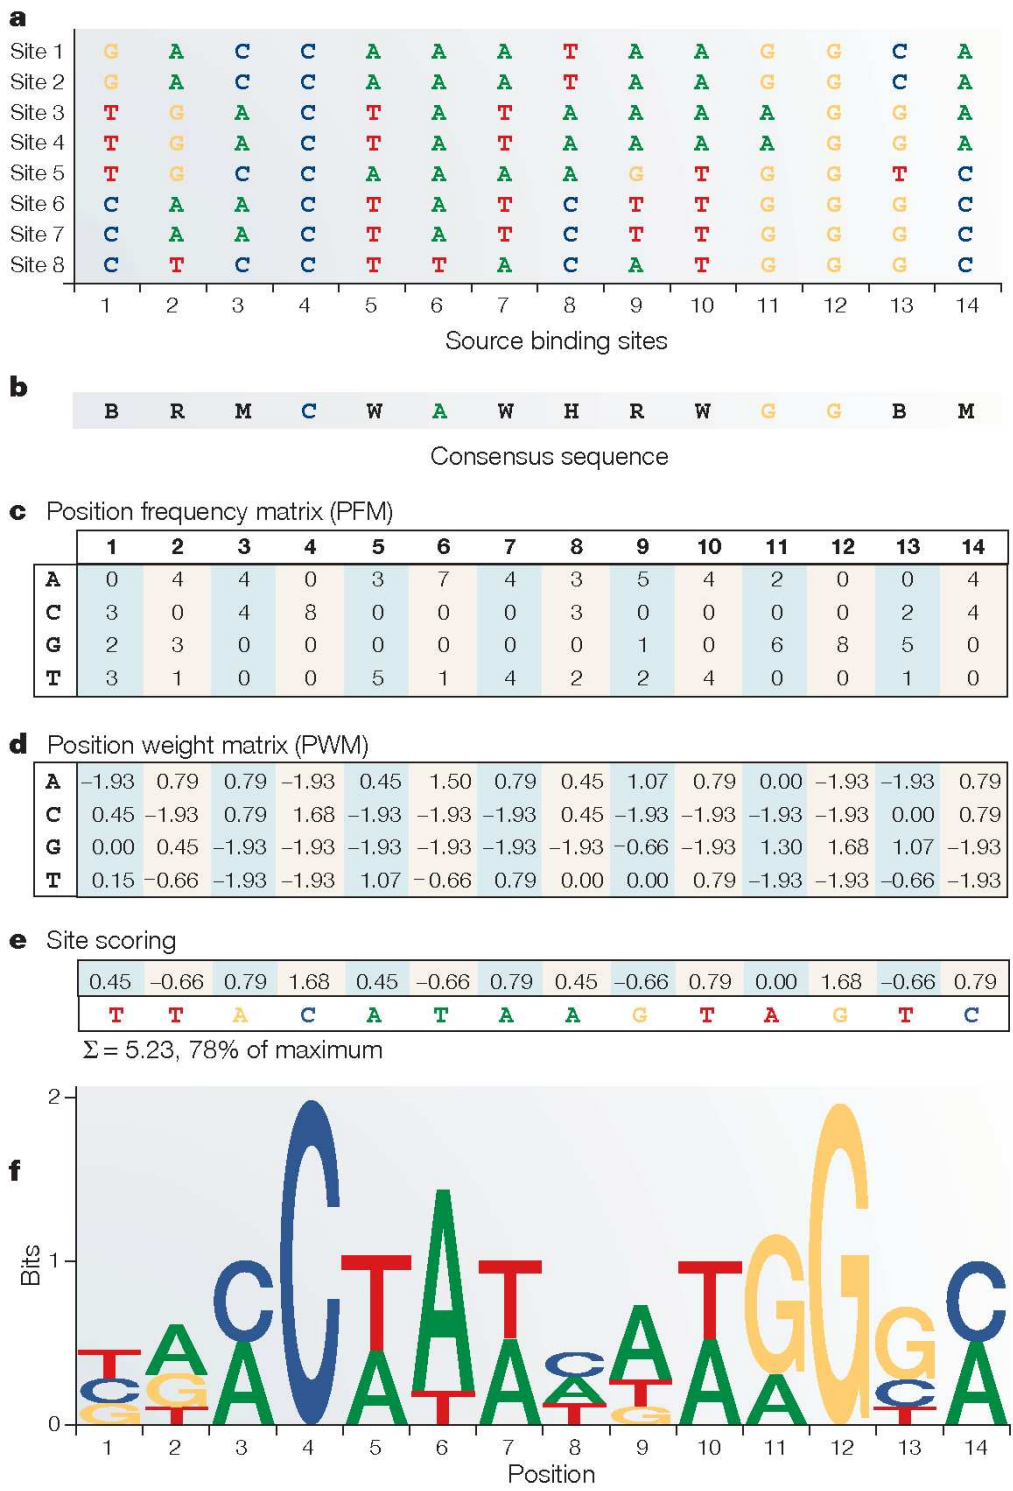 a
Site 1 G A C C A A A T A A G G C A
Site 2 G A C C A A A T A A G G C A
Site 3 T G A C T A T A A A A G G A
Site 4 T G A C T A T A A A A G G A
Site 5 T G C C A A A A G T G G T C
Site 6 C A A C T A T C T T G G G C
Site 7 C A A C T A T C T T G G G C
Site 8 C T C C T T A C A T G G G C
1 2 3 4 5 6 7 8 9 10 11 12 13 14
Source binding sites
b
B R M C W A W H R W G G B M
Consensus sequence
c Position frequency matrix (PFM)
1 2 3 4 5 6 7 8 9 10 11 12 13 14
A 0 4 4 0 3 7 4 3 5 4 2 0 0 4
C 3 0 4 8 0 0 0 3 0 0 0 0 2 4
G 2 3 0 0 0 0 0 0 1 0 6 8 5 0
T 3 1 0 0 5 1 4 2 2 4 0 0 1 0
d Position weight matrix (PWM)
A −1.93 0.79 0.79 −1.93 0.45 1.50 0.79 0.45 1.07 0.79 0.00 −1.93 −1.93 0.79
C 0.45 −1.93 0.79 1.68 −1.93 −1.93 −1.93 0.45 −1.93 −1.93 −1.93 −1.93 0.00 0.79
G 0.00 0.45 −1.93 −1.93 −1.93 −1.93 −1.93 −1.93 −0.66 −1.93 1.30 1.68 1.07 −1.93
T 0.15 −0.66 −1.93 −1.93 1.07 −0.66 0.79 0.00 0.00 0.79 −1.93 −1.93 −0.66 −1.93
e Site scoring
0.45 −0.66 0.79 1.68 0.45 −0.66 0.79 0.45 −0.66 0.79 0.00 1.68 −0.66 0.79
T T A C A T A A G T A G T C
Σ = 5.23, 78% of maximum
f
2
Bits
1
0
T C G
A G T
C A
C
T A
A T
T A
C A T
A T G
T A
G A
G
G C T
C A
1 2 3 4 5 6 7 8 9 10 11 12 13 14
Position